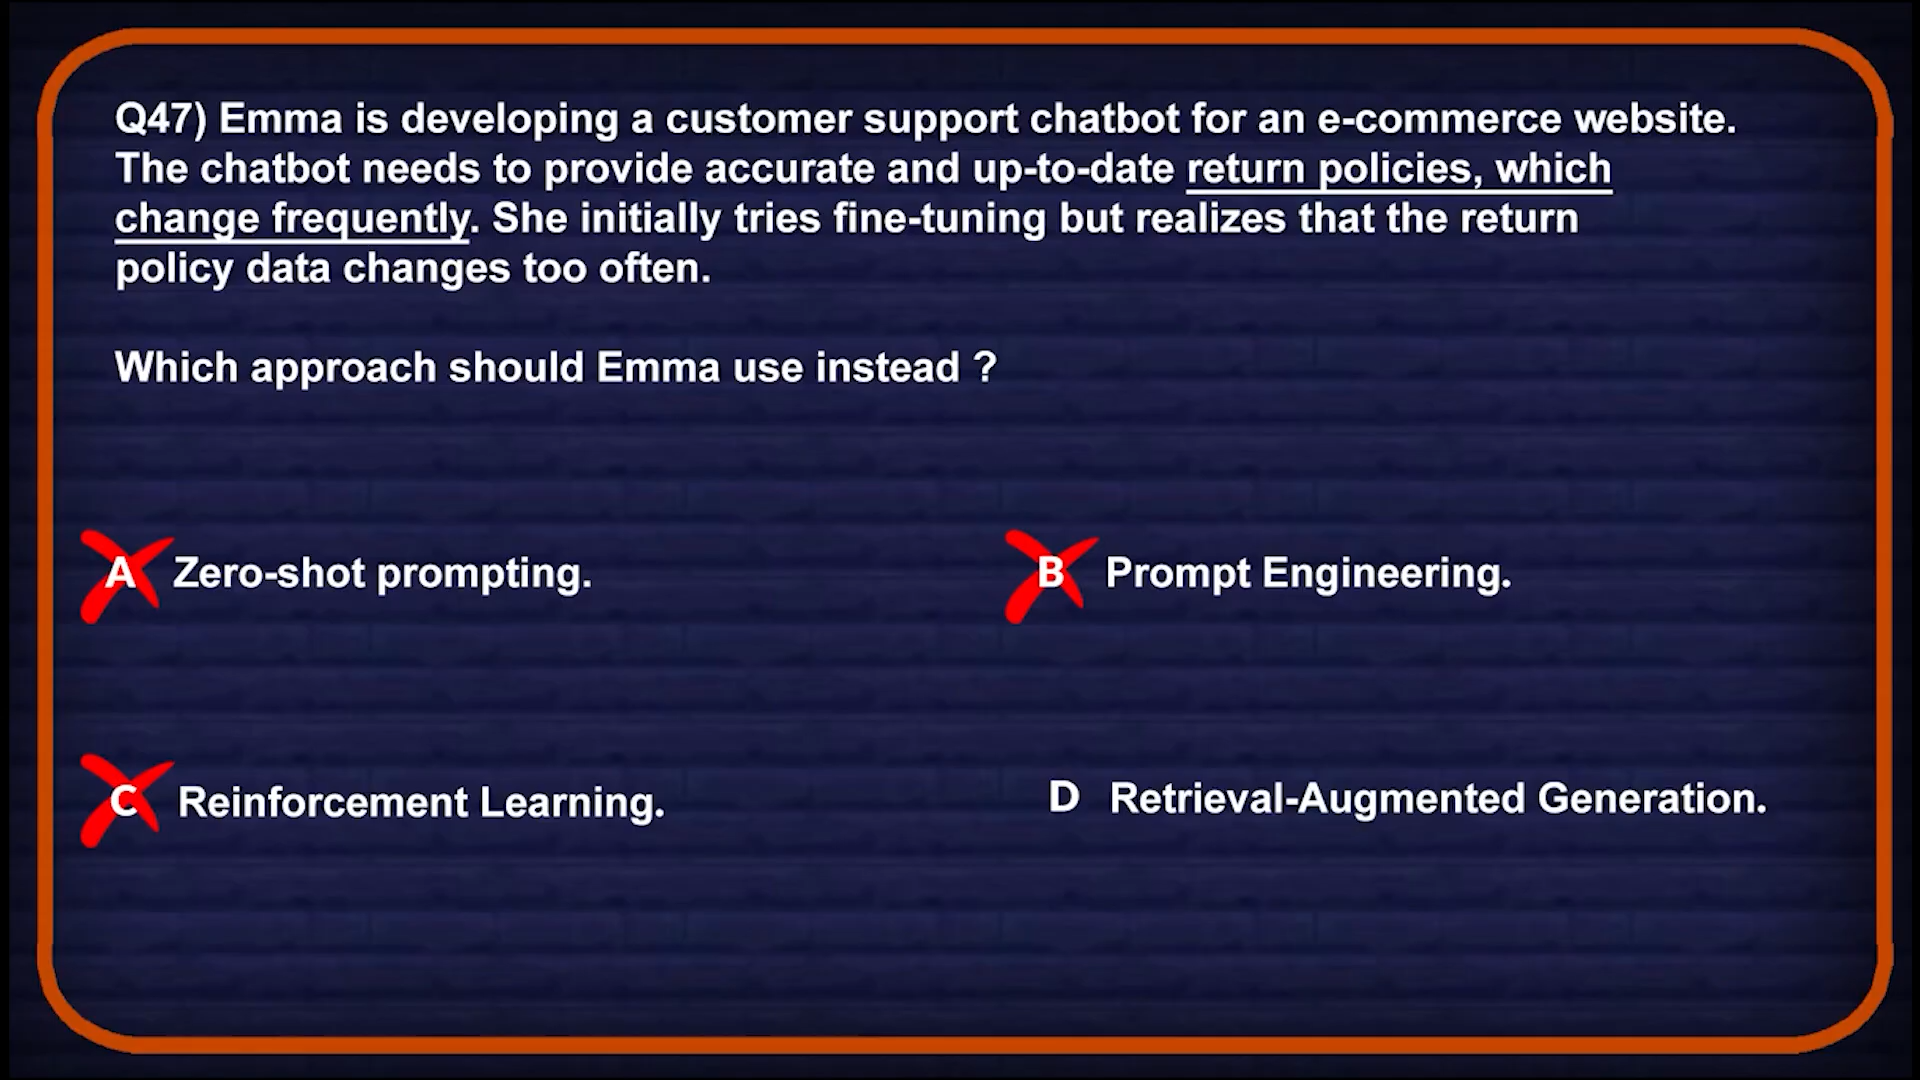 Q47) Emma is developing a customer support chatbot for an e-commerce website.
The chatbot needs to provide accurate and up-to-date return policies, which
change frequently. She initially tries fine-tuning but realizes that the return
policy data changes too often.
Which approach should Emma use instead ?
A Zero-shot prompting.
B Prompt Engineering.
C Reinforcement Learning.
D Retrieval-Augmented Generation.